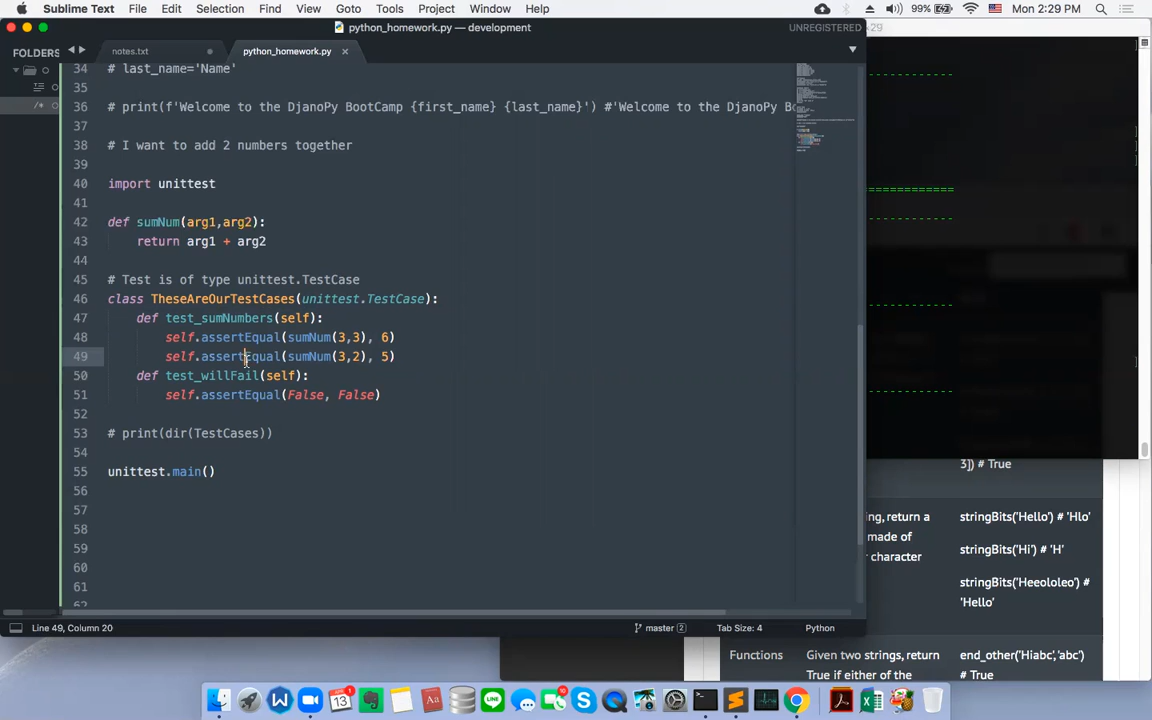 Sublime Text File Edit Selection Find View Goto Tools Project Window Help 99% Mon 2:29 PM
python_homework.py — development UNREGISTERED
FOLDERS notes.txt python_homework.py
34 # last_name='Name'
35
36 # print(f'Welcome to the DjanoPy BootCamp {first_name} {last_name}') #'Welcome to the DjanoPy Bo
37
38 # I want to add 2 numbers together
39
40 import unittest
41
42 def sumNum(arg1,arg2):
43 return arg1 + arg2
44
45 # Test is of type unittest.TestCase
46 class TheseAreOurTestCases(unittest.TestCase):
47 def test_sumNumbers(self):
48 self.assertEqual(sumNum(3,3), 6)
49 self.assertEqual(sumNum(3,2), 5)
50 def test_willFail(self):
51 self.assertEqual(False, False)
52
53 # print(dir(TestCases))
54
55 unittest.main()
56
57
58
59
60
61
62
Line 49, Column 20 master 2 Tab Size: 4 Python
3]) # True
ing, return a stringBits('Hello') # 'Hlo'
made of
stringBits('Hi') # 'H'
character
stringBits('Heeololeo') #
'Hello'
Functions Given two strings, return end_other('Hiabc','abc')
True if either of the # True